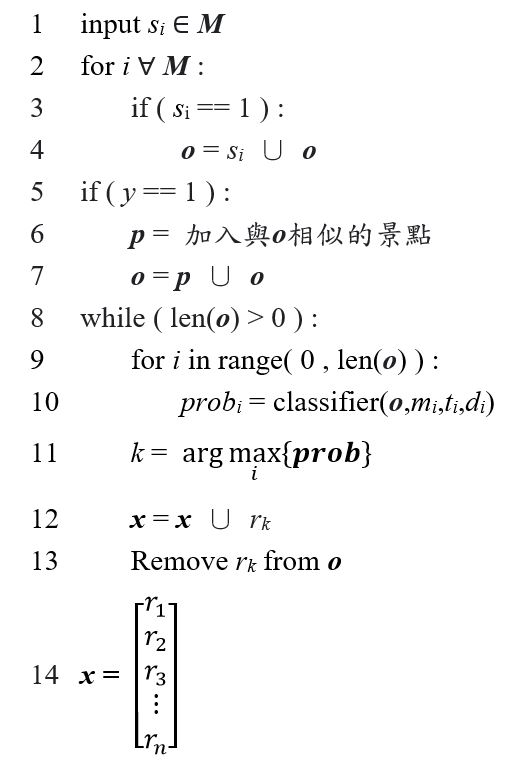 1 input sᵢ ∈ M
2 for i ∀ M :
3 if ( sᵢ == 1 ) :
4 o = sᵢ ∪ o
5 if ( y == 1 ) :
6 p = 加入與o相似的景點
7 o = p ∪ o
8 while ( len(o) > 0 ) :
9 for i in range( 0 , len(o) ) :
10 probᵢ = classifier(o,mᵢ,tᵢ,dᵢ)
11 k = arg max{prob}
i
12 x = x ∪ rₖ
13 Remove rₖ from o
14 x = [r₁ r₂ r₃ ⋮ rₙ]